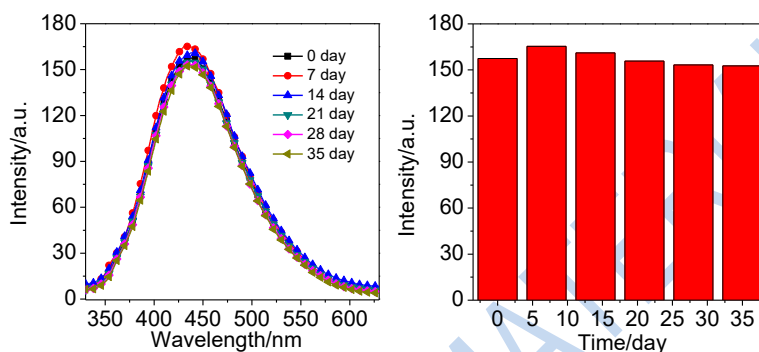 180
150
120
90
60
30
0
Intensity/a.u.
0 day
7 day
14 day
21 day
28 day
35 day
350 400 450 500 550 600
Wavelength/nm
180
150
120
90
60
30
0
Intensity/a.u.
0 5 10 15 20 25 30 35
Time/day